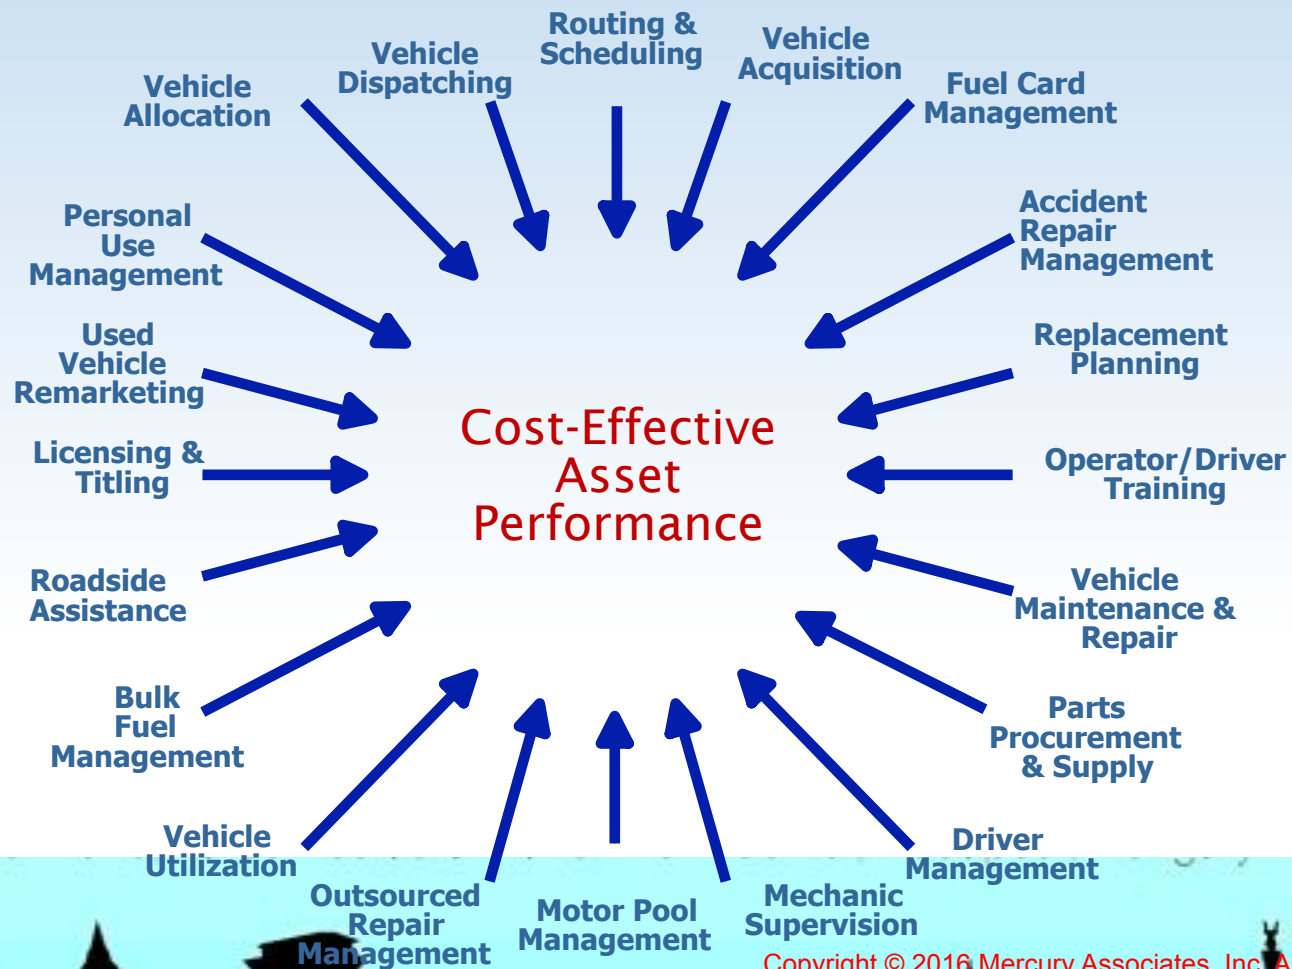 Routing &
Scheduling
Vehicle
Acquisition
Vehicle
Dispatching
Fuel Card
Management
Vehicle
Allocation
Accident
Repair
Management
Personal
Use
Management
Used
Vehicle
Remarketing
Replacement
Planning
Cost-Effective
Asset
Performance
Licensing &
Titling
Operator/Driver
Training
Roadside
Assistance
Vehicle
Maintenance &
Repair
Bulk
Fuel
Management
Parts
Procurement
& Supply
Vehicle
Utilization
Driver
Management
Outsourced
Repair
Management
Motor Pool
Management
Mechanic
Supervision
Copyright © 2016 Mercury Associates, Inc. A